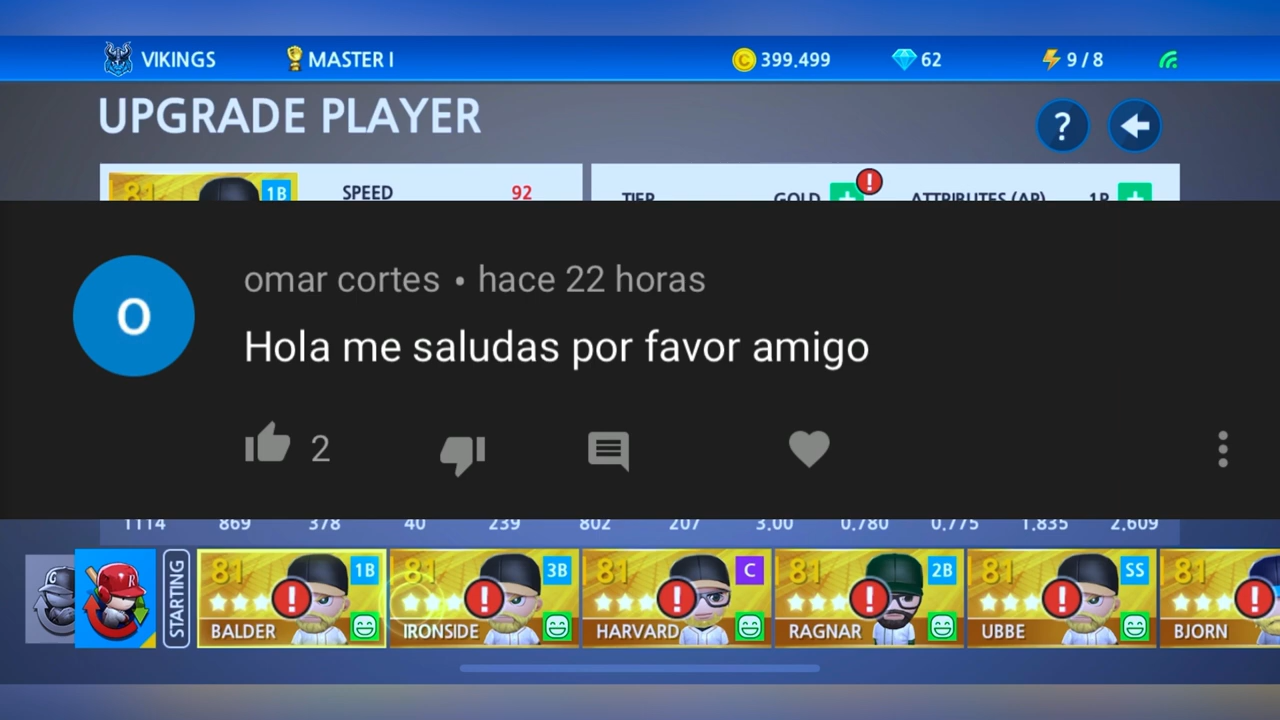 VIKINGS MASTER I 399,499 62 9 / 8
UPGRADE PLAYER ?
81 1B SPEED 92 TIER GOLD ! ATTRIBUTES (AP) 1P
O
omar cortes • hace 22 horas
Hola me saludas por favor amigo
2
1114 869 378 40 239 802 207 3,00 0,780 0,775 1,835 2,609
STARTING
81 1B ! BALDER
81 3B ! IRONSIDE
81 C ! HARVARD
81 2B ! RAGNAR
81 SS ! UBBE
81 ! BJORN